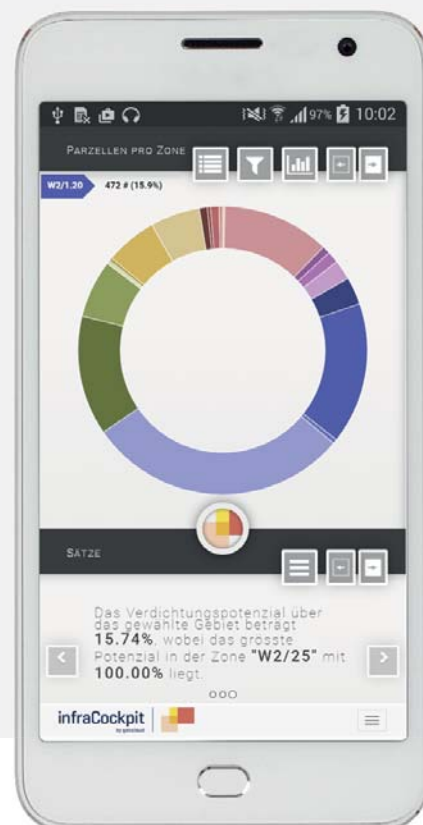 97% 10:02
PARZELLEN PRO ZONE
W2/1.20 472 # (15.9%)
SÄTZE
Das Verdichtungspotenzial über
das gewählte Gebiet beträgt
15.74%, wobei das grösste
Potenzial in der Zone "W2/25" mit
100.00% liegt.
infraCockpit